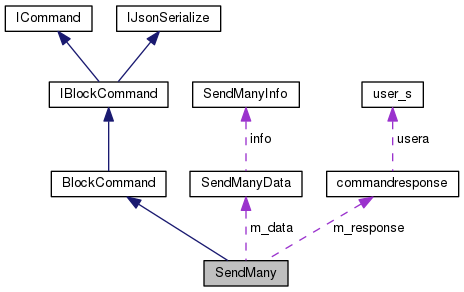 ICommand
IJsonSerialize
IBlockCommand
SendManyInfo
user_s
info
usera
BlockCommand
SendManyData
commandresponse
m_data
m_response
SendMany